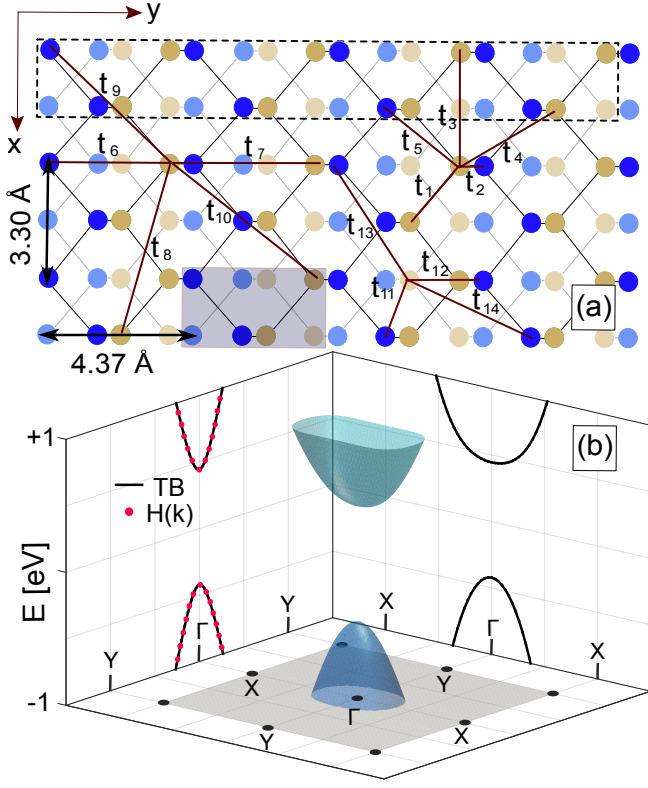 y
x
t₉
t₃
t₅
t₄
t₆
t₇
t₁
t₂
3.30 Å
t₁₀
t₈
t₁₃
t₁₂
t₁₁
t₁₄
(a)
4.37 Å
+1
(b)
TB
H(k)
E [eV]
Y
X
Γ
Γ
Y
X
X
Y
Γ
X
Y
-1